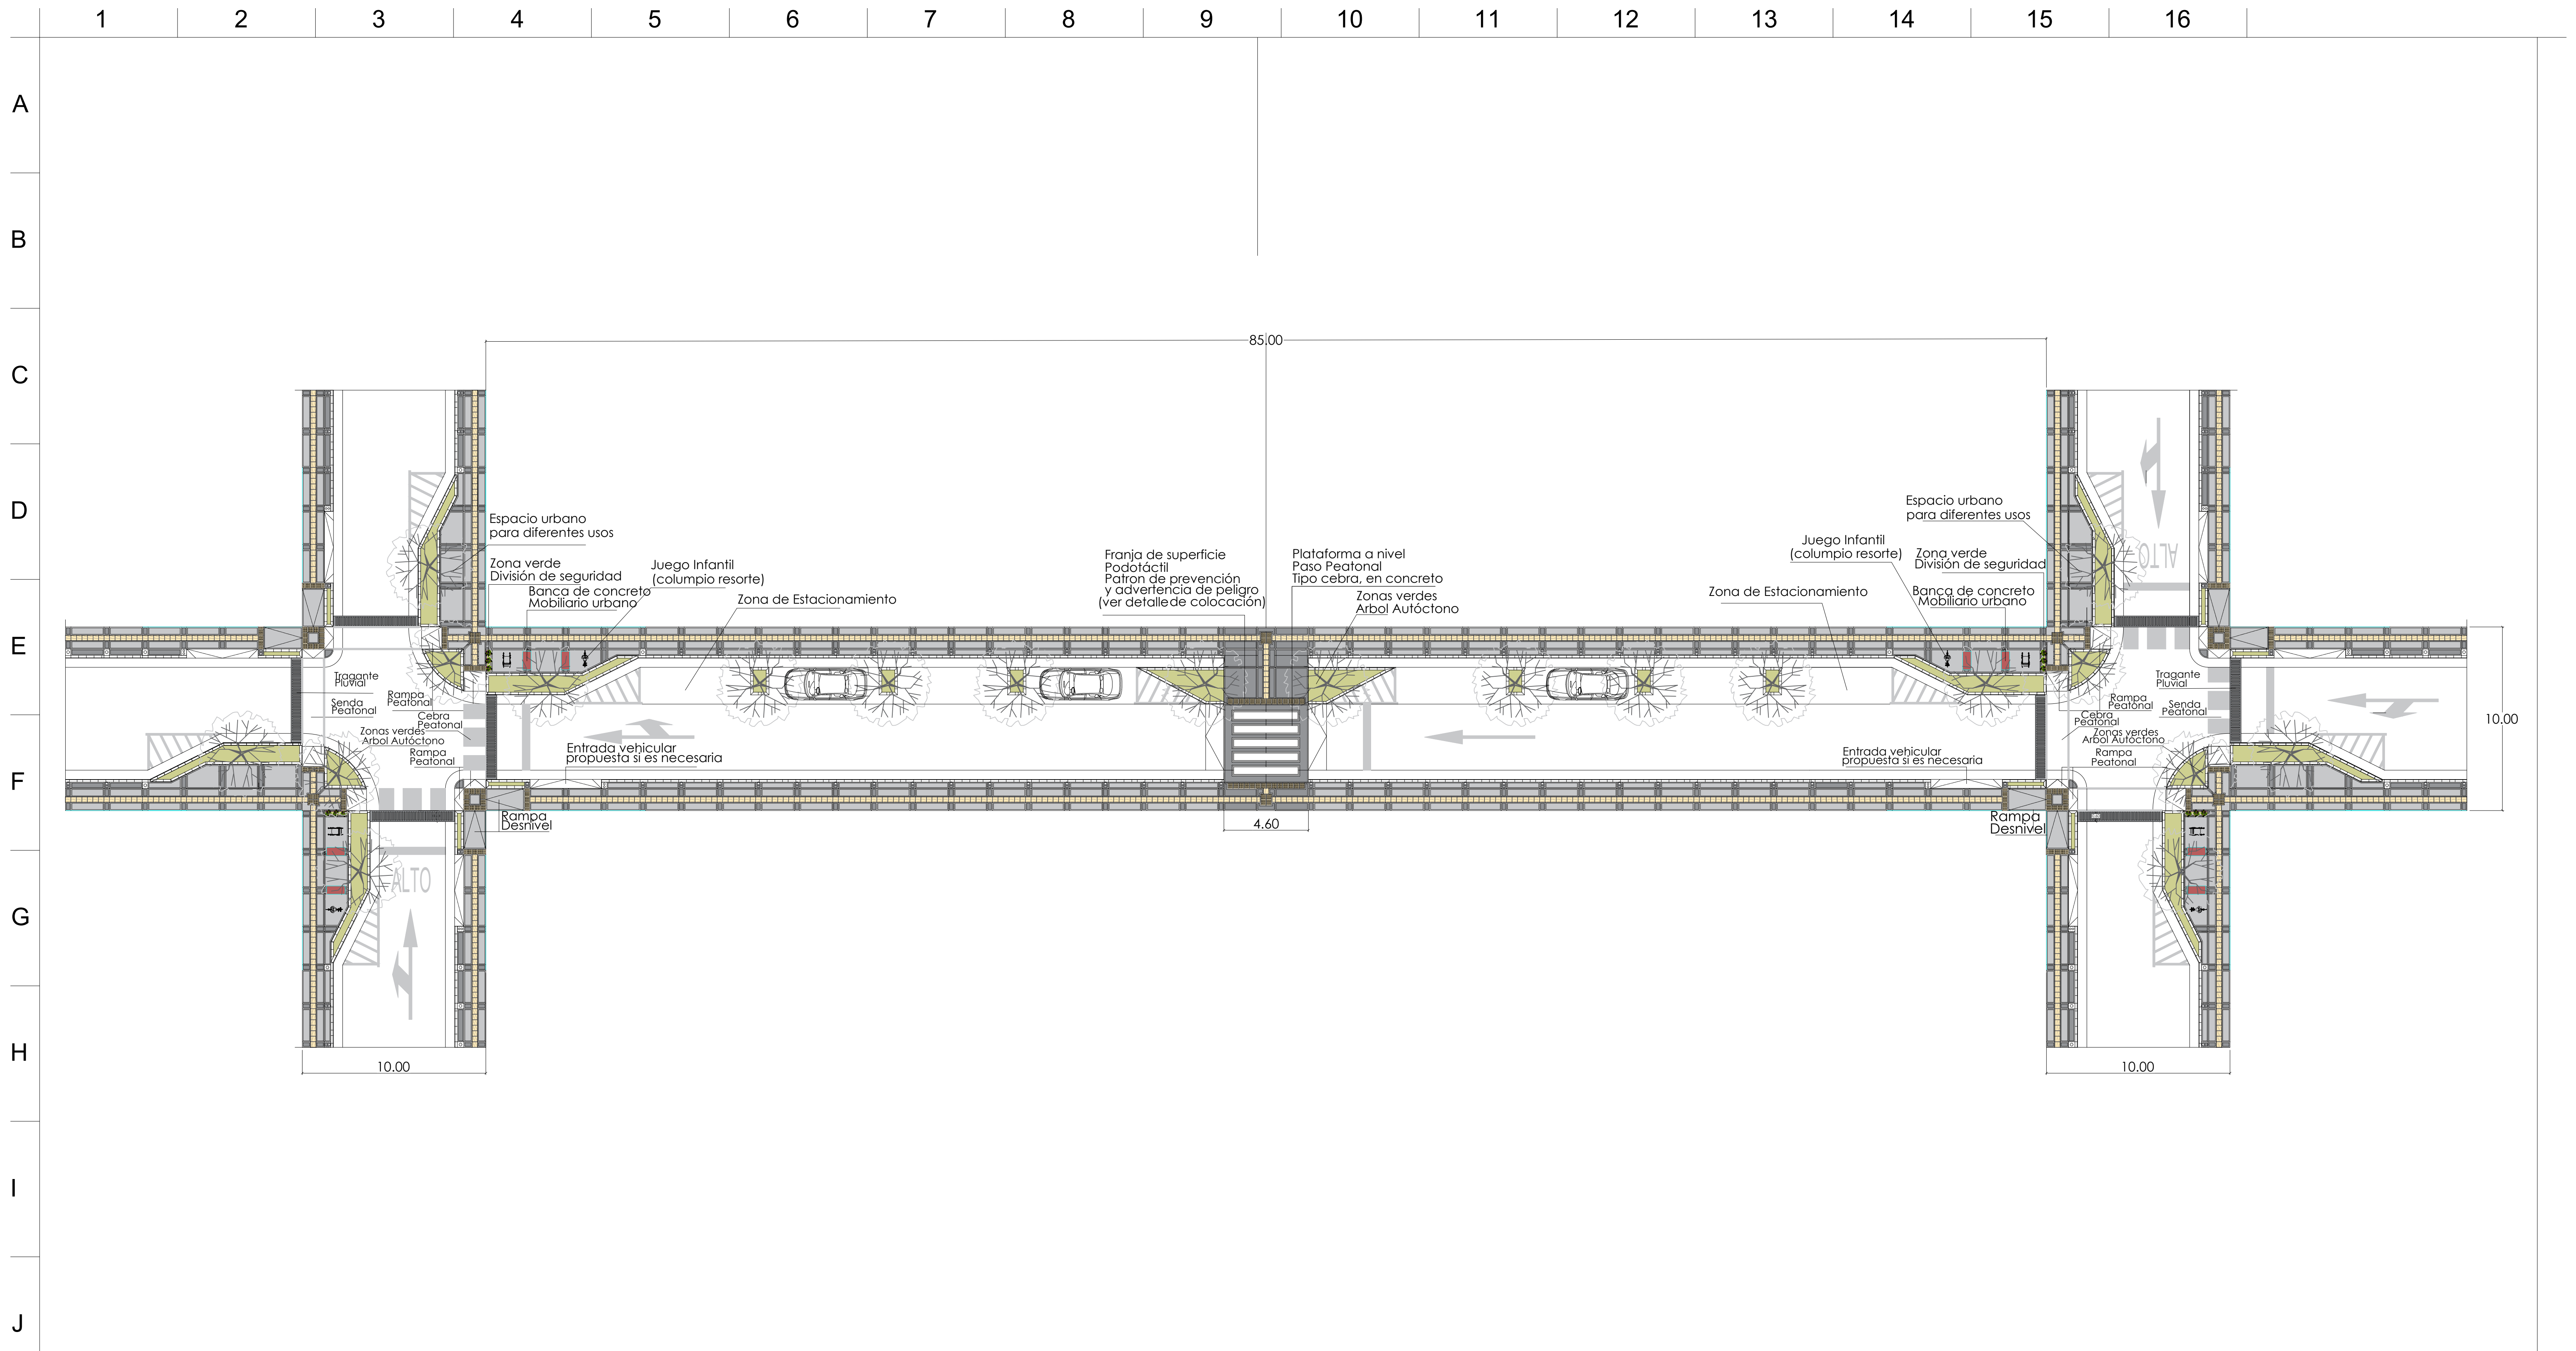 1 2 3 4 5 6 7 8 9 10 11 12 13 14 15 16
A
B
C
D
E
F
G
H
I
J
85.00
Espacio urbano
para diferentes usos
Zona verde
División de seguridad
Banca de concreto
Mobiliario urbano
Juego Infantil
(columpio resorte)
Zona de Estacionamiento
Franja de superficie
Podotáctil
Patron de prevención
y advertencia de peligro
(ver detalle de colocación)
Plataforma a nivel
Paso Peatonal
Tipo cebra, en concreto
Zonas verdes
Arbol Autóctono
Zona de Estacionamiento
Juego Infantil
(columpio resorte)
Espacio urbano
para diferentes usos
Zona verde
División de seguridad
Banca de concreto
Mobiliario urbano
ALTO
Tragante
Pluvial
Senda
Peatonal
Rampa
Peatonal
Cebra
Peatonal
Zonas verdes
Arbol Autóctono
Rampa
Peatonal
Entrada vehicular
propuesta si es necesaria
Rampa
Desnivel
4.60
Entrada vehicular
propuesta si es necesaria
Rampa
Desnivel
Tragante
Pluvial
Rampa
Peatonal
Senda
Peatonal
Cebra
Peatonal
Zonas verdes
Arbol Autóctono
Rampa
Peatonal
10.00
ALTO
10.00
10.00